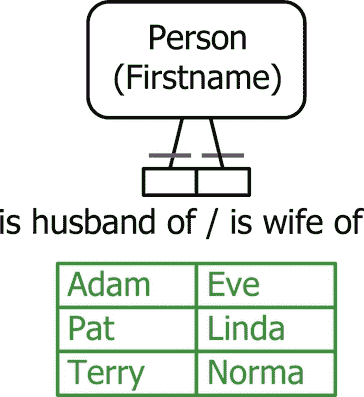 Person
(Firstname)
is husband of / is wife of
Adam Eve
Pat Linda
Terry Norma